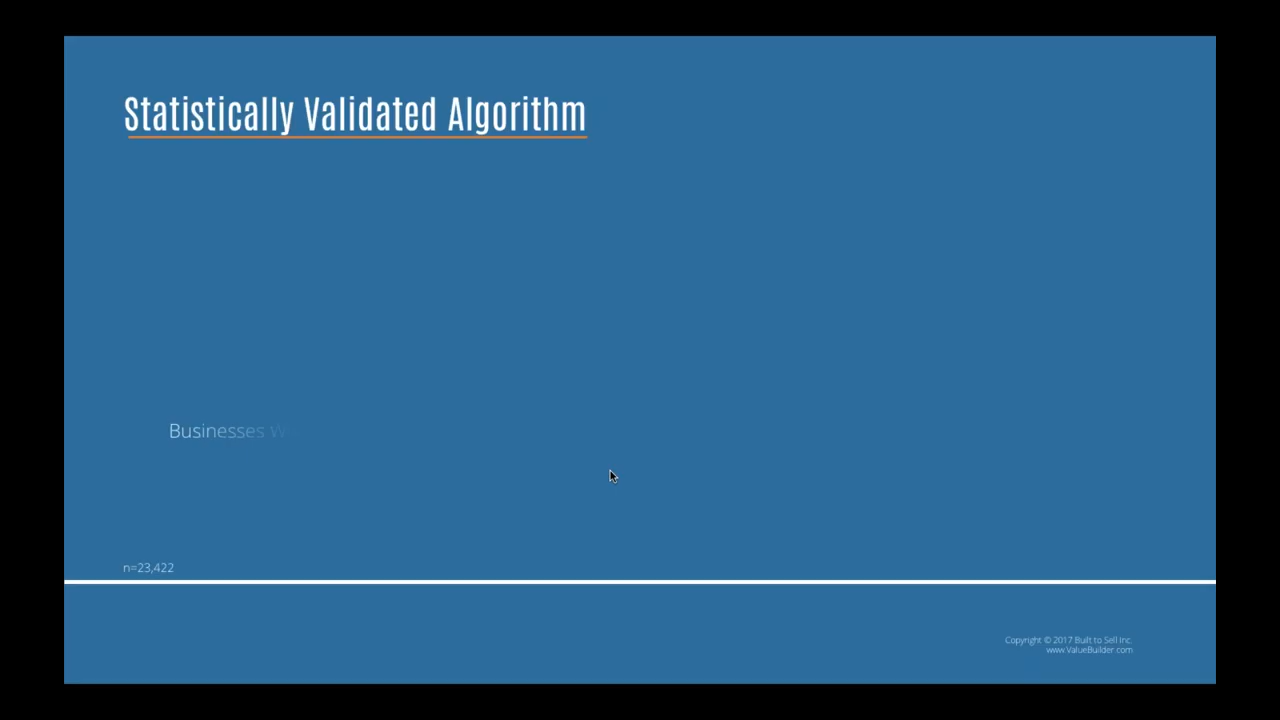 Statistically Validated Algorithm
Businesses
n=23,422
Copyright © 2017 Built to Sell Inc.
www.ValueBuilder.com